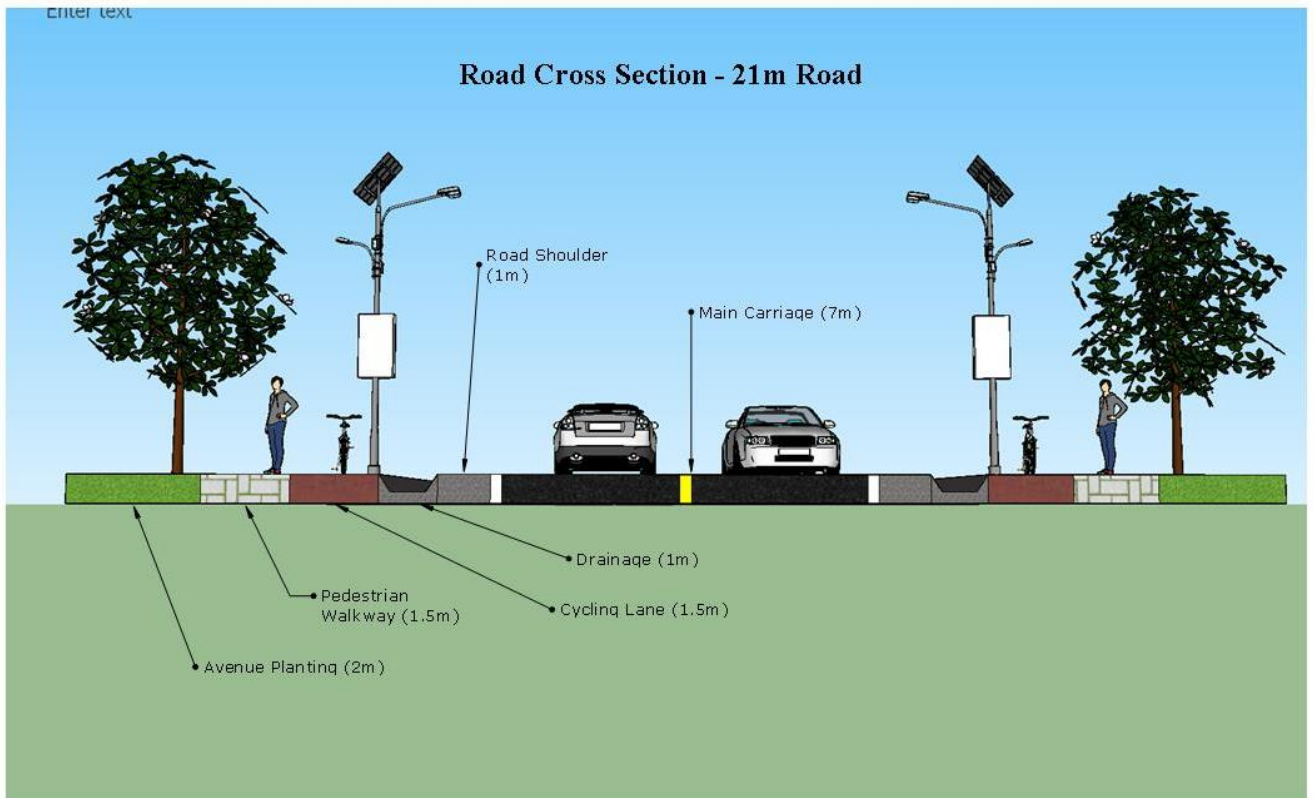 Enter text
Road Cross Section - 21m Road
Road Shoulder
(1m)
Main Carriage (7m)
Drainage (1m)
Pedestrian
Walkway (1.5m)
Cycling Lane (1.5m)
Avenue Planting (2m)